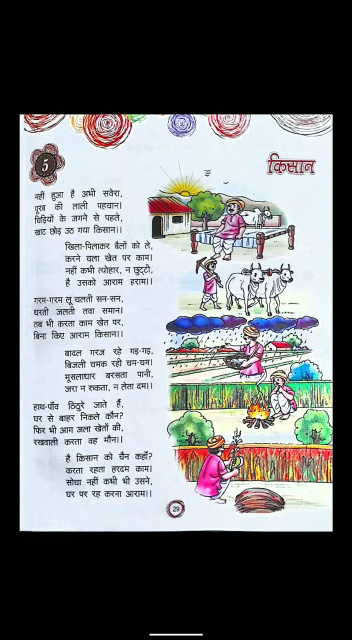 5
किसान
नहीं हुआ है अभी सवेरा,
पूरब की लाली पहचान।
चिड़ियों के जगने से पहले,
खाट छोड़ उठ गया किसान।।
खिला-पिलाकर बैलों को ले,
करने चला खेत पर काम।
नहीं कभी त्योहार, न छुट्टी,
है उसको आराम हराम।।
गरम-गरम लू चलती सन-सन,
धरती जलती तवा समान।
तब भी करता काम खेत पर,
बिना किए आराम किसान।।
बादल गरज रहे गड़-गड़,
बिजली चमक रही चम-चम।
मूसलाधार बरसता पानी,
जरा न रुकता, न लेता दम।।
हाथ-पाँव ठिठुरे जाते हैं,
घर से बाहर निकले कौन?
फिर भी आग जला खेतों की,
रखवाली करता वह मौन।।
है किसान को चैन कहाँ?
करता रहता हरदम काम।
सोचा नहीं कभी भी उसने,
घर पर रह करना आराम।।
29